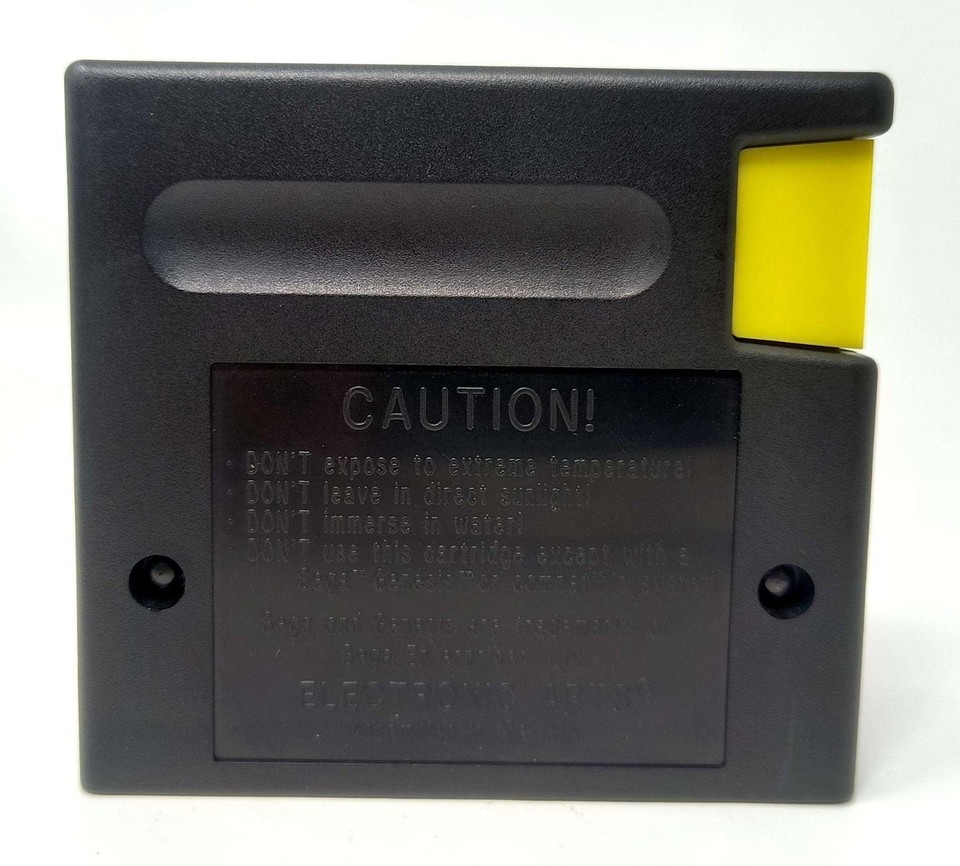 CAUTION!
· DON'T expose to extreme temperature!
· DON'T leave in direct sunlight!
· DON'T immerse in water!
· DON'T use this cartridge except with a
Sega™ Genesis™ or compatible system
Sega and Genesis are trademarks of
Sega Enterprises
ELECTRONIC ARTS®